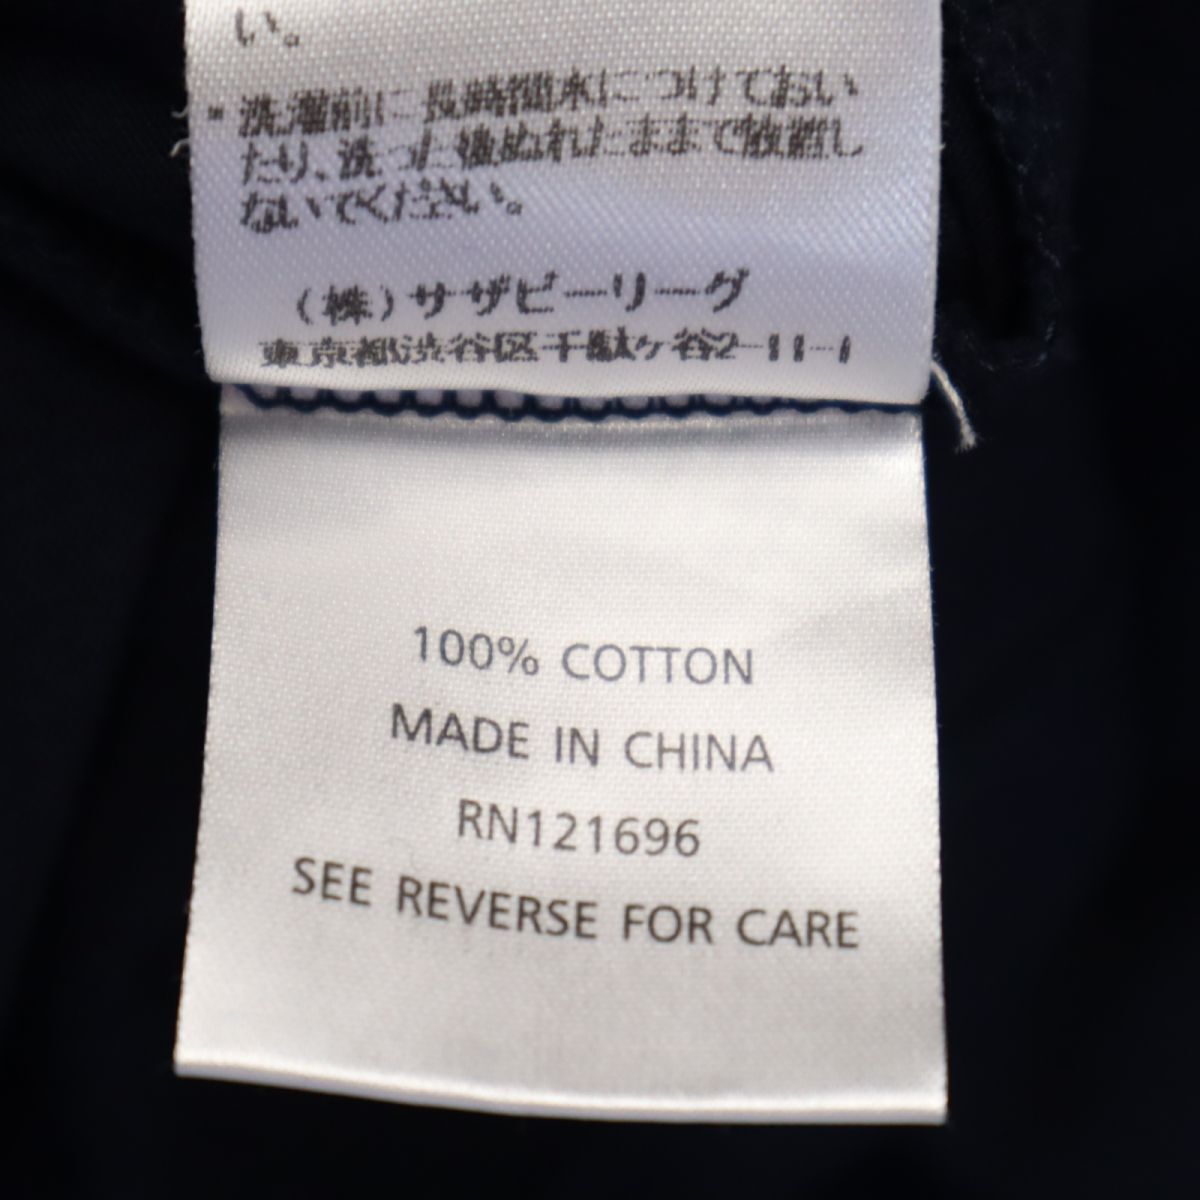 い。
* 洗濯前に長時間水につけておい
たり、洗った後ぬれたままで放置し
ないでください。
(株)サザビーリーグ
東京都渋谷区千駄ヶ谷2-11-1
100% COTTON
MADE IN CHINA
RN121696
SEE REVERSE FOR CARE